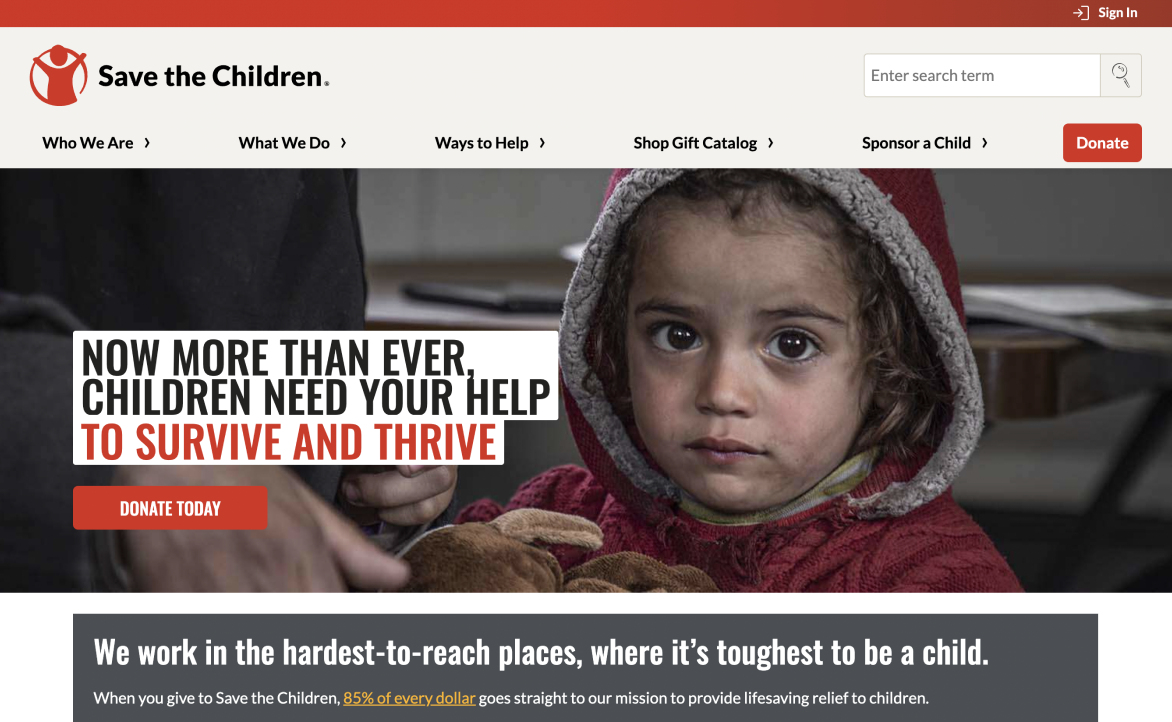 Sign In
Save the Children®
Enter search term
Who We Are
What We Do
Ways to Help
Shop Gift Catalog
Sponsor a Child
Donate
NOW MORE THAN EVER,
CHILDREN NEED YOUR HELP
TO SURVIVE AND THRIVE
DONATE TODAY
We work in the hardest-to-reach places, where it’s toughest to be a child.
When you give to Save the Children, 85% of every dollar goes straight to our mission to provide lifesaving relief to children.